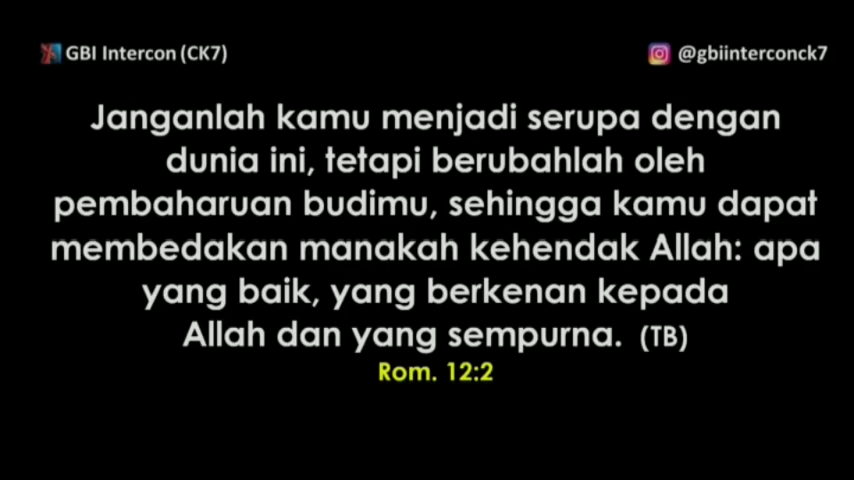 GBI Intercon (CK7)
@gbiinterconck7
Janganlah kamu menjadi serupa dengan
dunia ini, tetapi berubahlah oleh
pembaharuan budimu, sehingga kamu dapat
membedakan manakah kehendak Allah: apa
yang baik, yang berkenan kepada
Allah dan yang sempurna. (TB)
Rom. 12:2